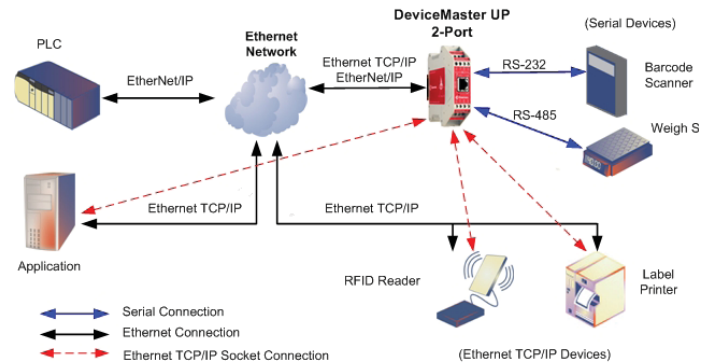 DeviceMaster UP
2-Port
(Serial Devices)
PLC
Ethernet
Network
Ethernet TCP/IP
EtherNet/IP
EtherNet/IP
RS-232
Barcode
Scanner
RS-485
Weigh S
Ethernet TCP/IP
Ethernet TCP/IP
Application
RFID Reader
Label
Printer
Serial Connection
Ethernet Connection
Ethernet TCP/IP Socket Connection
(Ethernet TCP/IP Devices)